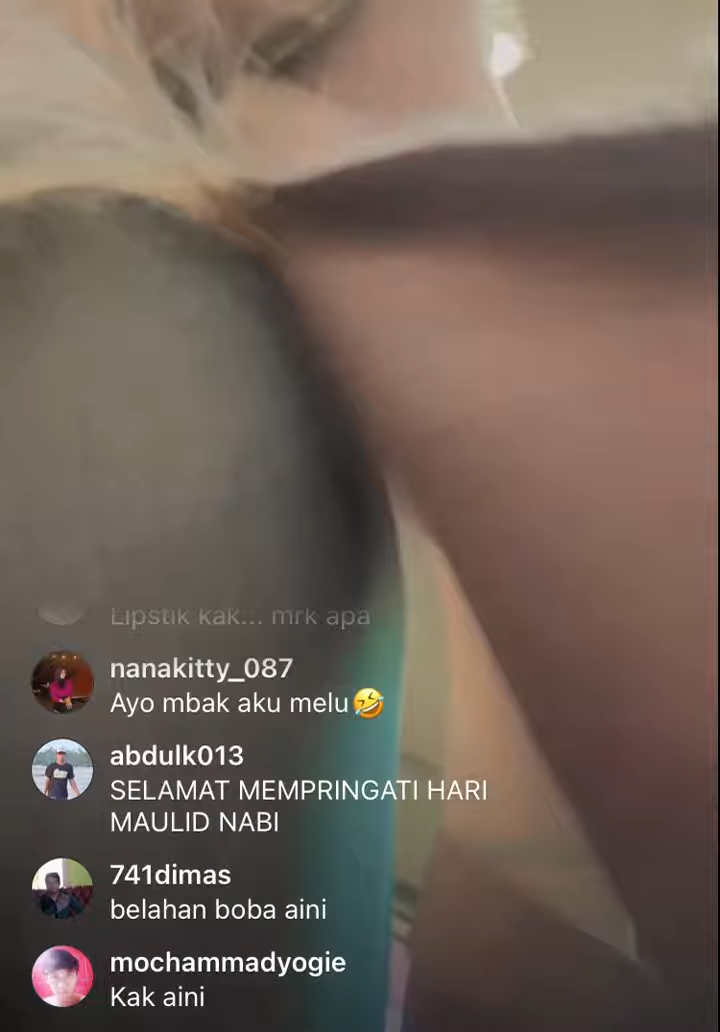 Lipstik kak... mrk apa
nanakitty_087
Ayo mbak aku melu🤣
abdulk013
SELAMAT MEMPRINGATI HARI
MAULID NABI
741dimas
belahan boba aini
mochammadyogie
Kak aini